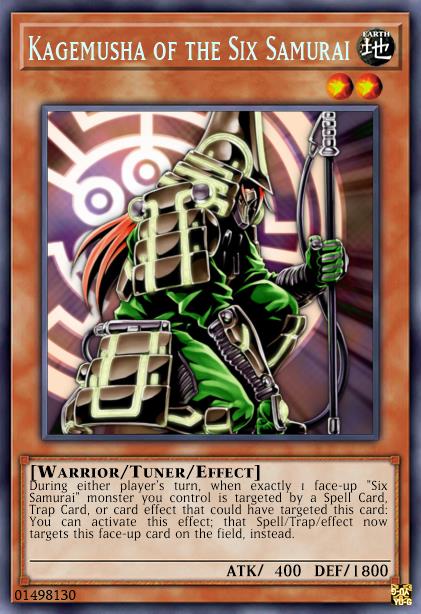 Kagemusha of the Six Samurai
EARTH
地
[Warrior/Tuner/Effect]
During either player's turn, when exactly 1 face-up "Six
Samurai" monster you control is targeted by a Spell Card,
Trap Card, or card effect that could have targeted this card:
You can activate this effect; that Spell/Trap/effect now
targets this face-up card on the field, instead.
ATK/ 400 DEF/1800
01498130